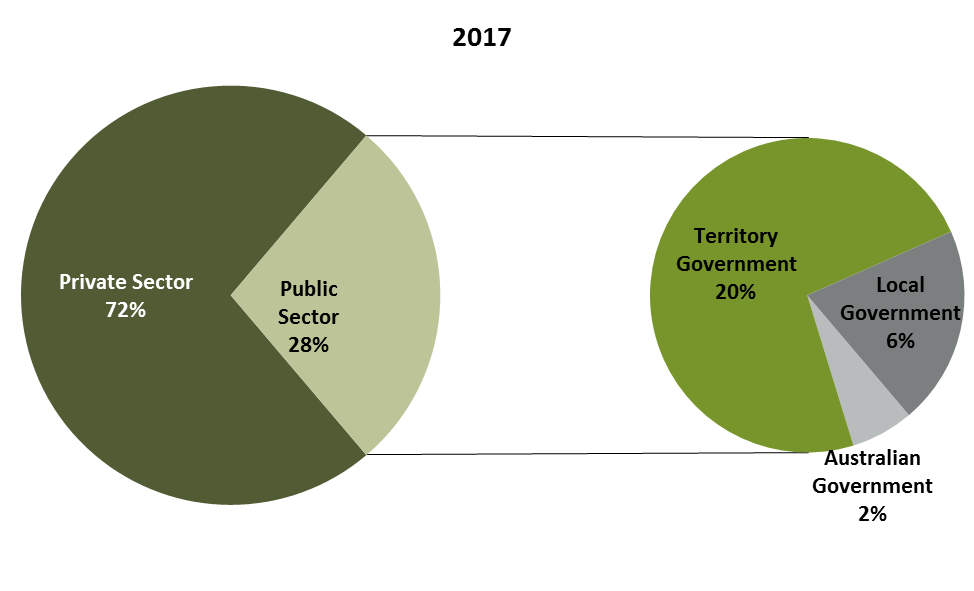 2017
Private Sector
72%
Public
Sector
28%
Territory
Government
20%
Local
Government
6%
Australian
Government
2%